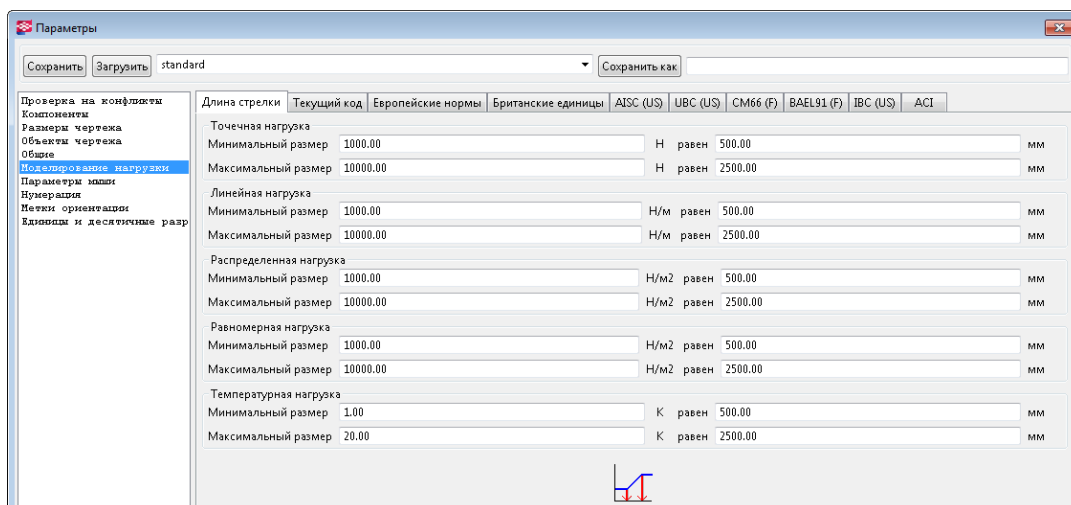 Параметры
Сохранить Загрузить standard Сохранить как
Проверка на конфликты
Компоненты
Размеры чертежа
Объекты чертежа
Общие
Моделирование нагрузки
Параметры мыши
Нумерация
Метки ориентации
Единицы и десятичные разр
Длина стрелки Текущий код Европейские нормы Британские единицы AISC (US) UBC (US) CM66 (F) BAEL91 (F) IBC (US) ACI
Точечная нагрузка
Минимальный размер 1000.00 Н равен 500.00 мм
Максимальный размер 10000.00 Н равен 2500.00 мм
Линейная нагрузка
Минимальный размер 1000.00 Н/м равен 500.00 мм
Максимальный размер 10000.00 Н/м равен 2500.00 мм
Распределенная нагрузка
Минимальный размер 1000.00 Н/м2 равен 500.00 мм
Максимальный размер 10000.00 Н/м2 равен 2500.00 мм
Равномерная нагрузка
Минимальный размер 1000.00 Н/м2 равен 500.00 мм
Максимальный размер 10000.00 Н/м2 равен 2500.00 мм
Температурная нагрузка
Минимальный размер 1.00 K равен 500.00 мм
Максимальный размер 20.00 K равен 2500.00 мм